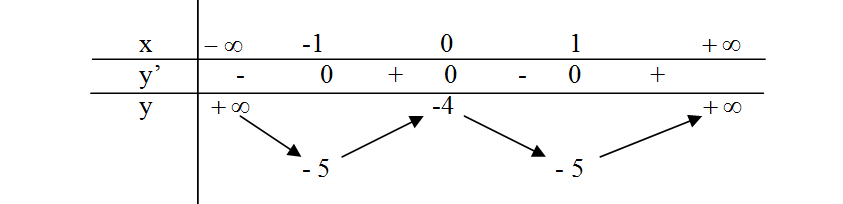 x – ∞ -1 0 1 + ∞
y’ - 0 + 0 - 0 +
y + ∞ -4 + ∞
- 5 - 5